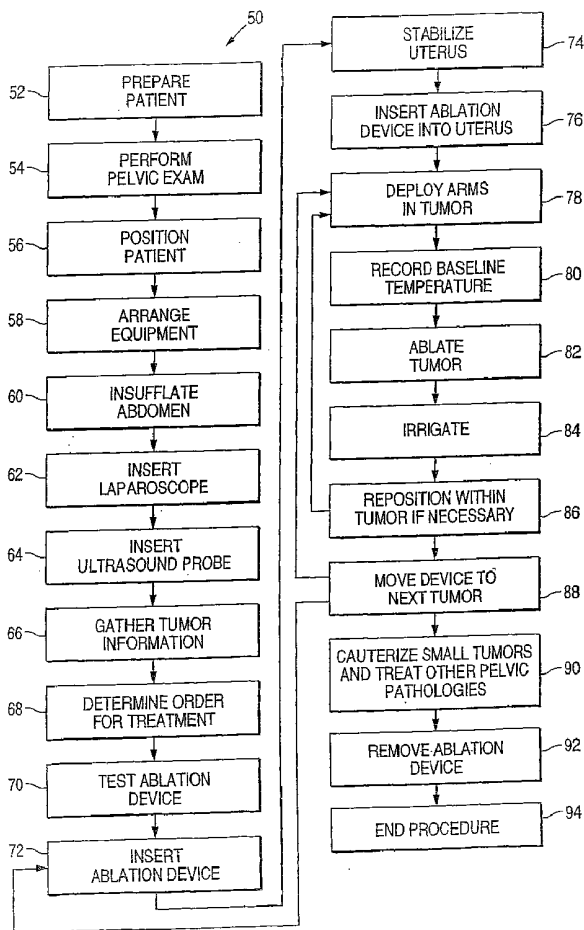 50
52
PREPARE
PATIENT
54
PERFORM
PELVIC EXAM
56
POSITION
PATIENT
58
ARRANGE
EQUIPMENT
60
INSUFFLATE
ABDOMEN
62
INSERT
LAPAROSCOPE
64
INSERT
ULTRASOUND PROBE
66
GATHER TUMOR
INFORMATION
68
DETERMINE ORDER
FOR TREATMENT
70
TEST ABLATION
DEVICE
72
INSERT
ABLATION DEVICE
STABILIZE
UTERUS
74
INSERT ABLATION
DEVICE INTO UTERUS
76
DEPLOY ARMS
IN TUMOR
78
RECORD BASELINE
TEMPERATURE
80
ABLATE
TUMOR
82
IRRIGATE
84
REPOSITION WITHIN
TUMOR IF NECESSARY
86
MOVE DEVICE TO
NEXT TUMOR
88
CAUTERIZE SMALL TUMORS
AND TREAT OTHER PELVIC
PATHOLOGIES
90
REMOVE ABLATION
DEVICE
92
END PROCEDURE
94